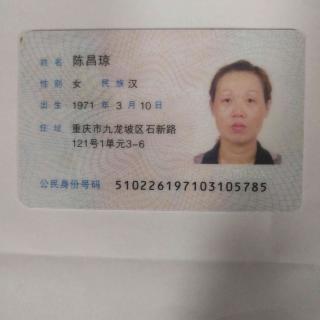 姓名 陈昌琼
性别 女 民族 汉
出生 1971 年 3 月 10 日
住址 重庆市九龙坡区石新路
121号1单元3-6
公民身份号码 510226197103105785